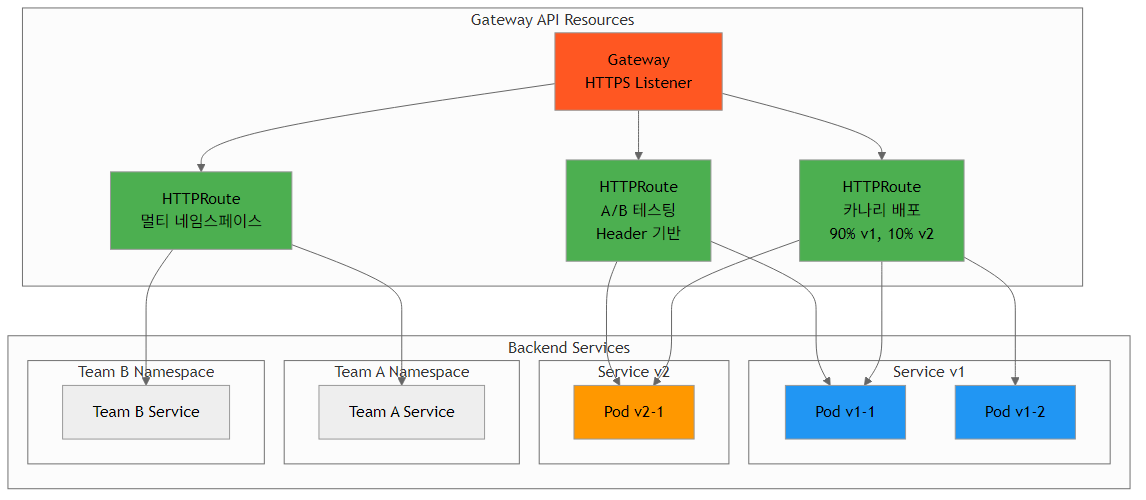 Gateway API Resources
Gateway
HTTPS Listener
HTTPRoute
멀티 네임스페이스
HTTPRoute
A/B 테스팅
Header 기반
HTTPRoute
카나리 배포
90% v1, 10% v2
Backend Services
Team B Namespace
Team B Service
Team A Namespace
Team A Service
Service v2
Pod v2-1
Service v1
Pod v1-1
Pod v1-2